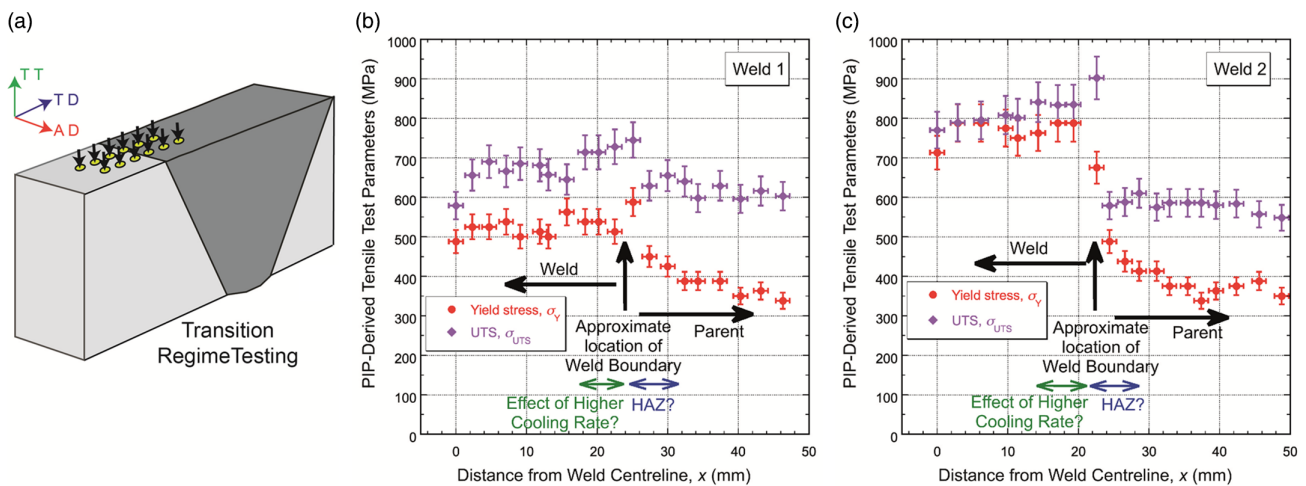 (a)
T T
T D
A D
Transition
RegimeTesting
(b)
PIP-Derived Tensile Test Parameters (MPa)
1000
900
800
700
600
500
400
300
200
100
0
Weld 1
Weld
Yield stress, σY
UTS, σUTS
Approximate
location of
Weld Boundary
Parent
Effect of Higher
Cooling Rate?
HAZ?
0 10 20 30 40 50
Distance from Weld Centreline, x (mm)
(c)
PIP-Derived Tensile Test Parameters (MPa)
1000
900
800
700
600
500
400
300
200
100
0
Weld 2
Weld
Yield stress, σY
UTS, σUTS
Approximate
location of
Weld Boundary
Parent
Effect of Higher
Cooling Rate?
HAZ?
0 10 20 30 40 50
Distance from Weld Centreline, x (mm)